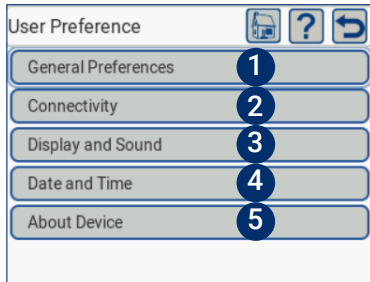 User Preference ?
General Preferences 1
Connectivity 2
Display and Sound 3
Date and Time 4
About Device 5